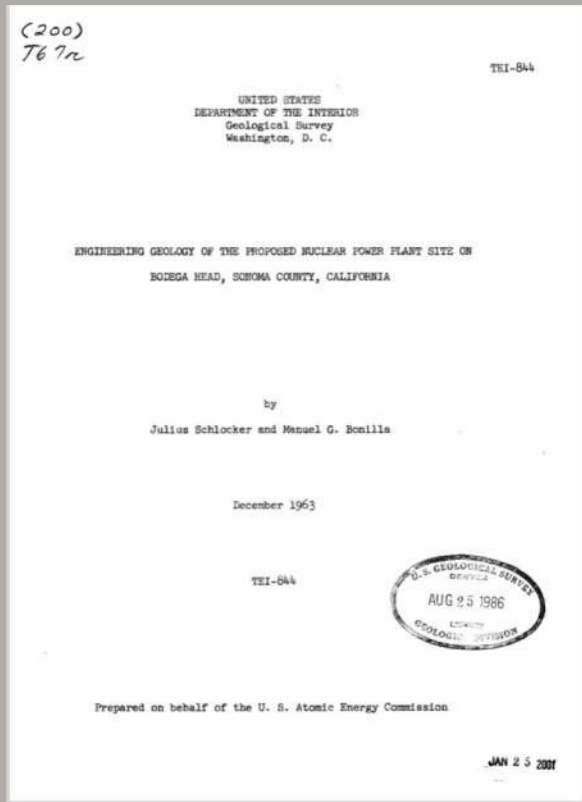 (200)
T67r
TEI-844
UNITED STATES
DEPARTMENT OF THE INTERIOR
Geological Survey
Washington, D. C.
ENGINEERING GEOLOGY OF THE PROPOSED NUCLEAR POWER PLANT SITE ON
BODEGA HEAD, SONOMA COUNTY, CALIFORNIA
by
Julius Schlocker and Manuel G. Bonilla
December 1963
TEI-844
U.S. GEOLOGICAL SURVEY
DENVER
AUG 25 1986
LIBRARY
GEOLOGIC DIVISION
Prepared on behalf of the U. S. Atomic Energy Commission
JAN 25 2001